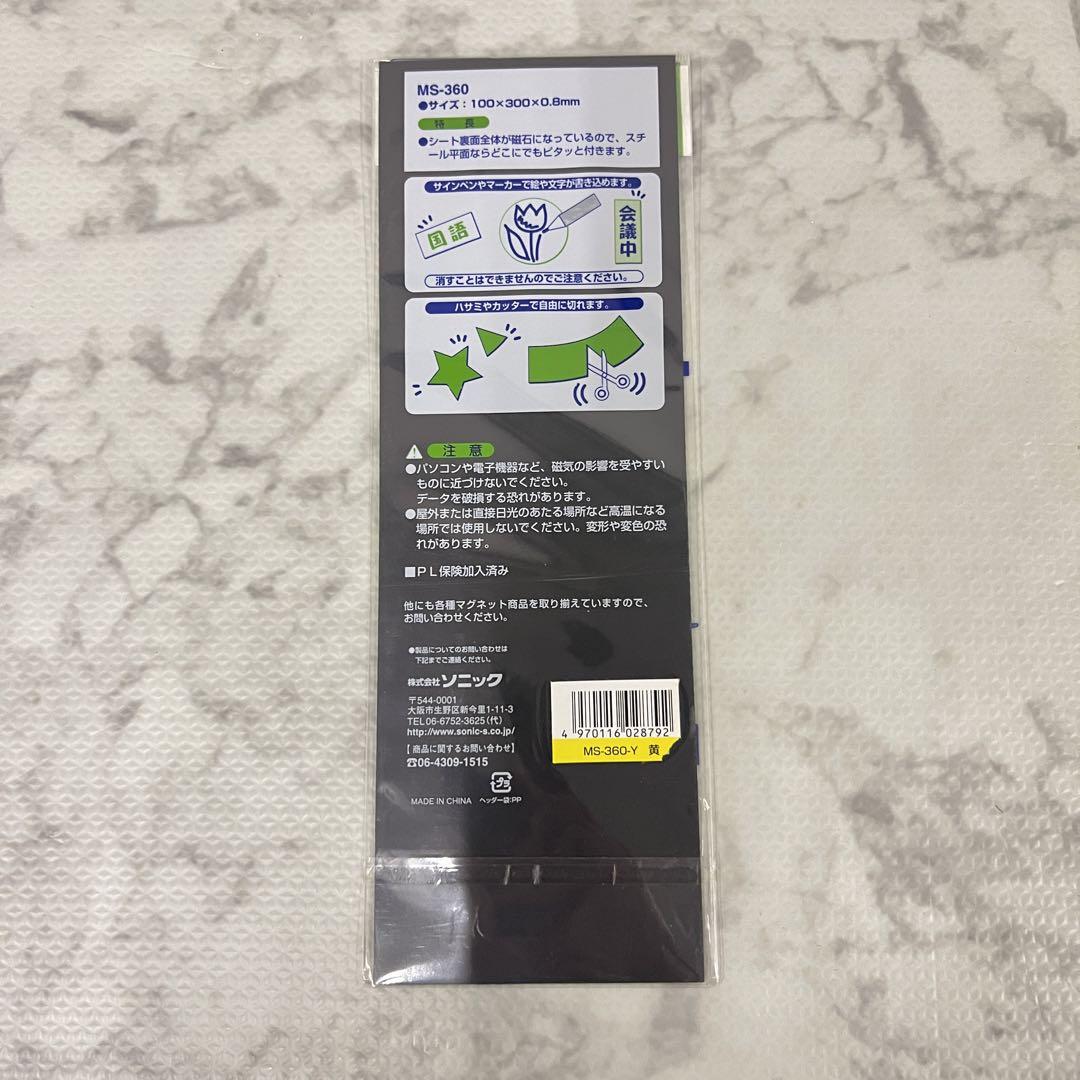 MS-360
●サイズ：100×300×0.8mm
特長
●シート裏面全体が磁石になっているので、スチ
ール平面ならどこにでもピタッと付きます。
サインペンやマーカーで絵や文字が書き込めます。
国語
会議中
消すことはできませんのでご注意ください。
ハサミやカッターで自由に切れます。
注意
●パソコンや電子機器など、磁気の影響を受やすい
ものに近づけないでください。
データを破損する恐れがあります。
●屋外または直接日光のあたる場所など高温になる
場所では使用しないでください。変形や変色の恐
れがあります。
■PL保険加入済み
他にも各種マグネット商品を取り揃えていますので、
お問い合わせください。
●製品についてのお問い合わせは
下記までご連絡ください。
株式会社ソニック
〒544-0001
大阪市生野区新今里1-11-3
TEL06-6752-3625(代)
http://www.sonic-s.co.jp/
【商品に関するお問い合わせ】
☎06-4309-1515
プラ
MADE IN CHINA ヘッダー袋:PP
4 970116 028792
MS-360-Y 黄